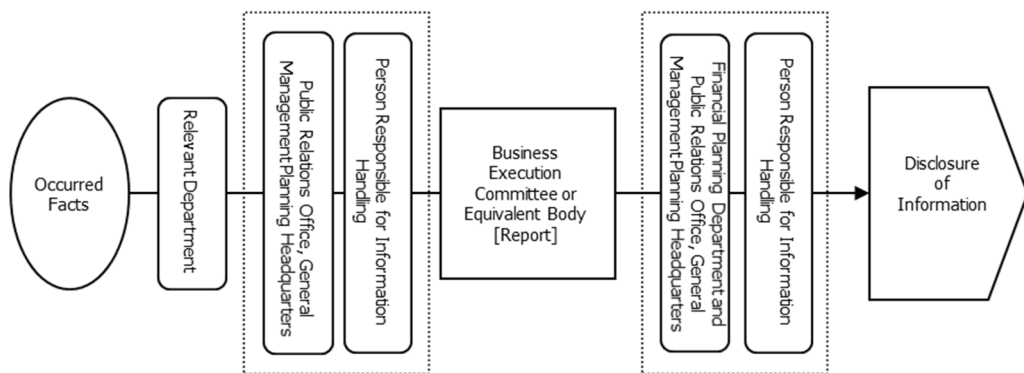 Occurred
Facts
Relevant Department
Public Relations Office, General
Management Planning Headquarters
Person Responsible for Information
Handling
Business
Execution
Committee or
Equivalent Body
[Report]
Financial Planning Department and
Public Relations Office, General
Management Planning Headquarters
Person Responsible for Information
Handling
Disclosure
of
Information